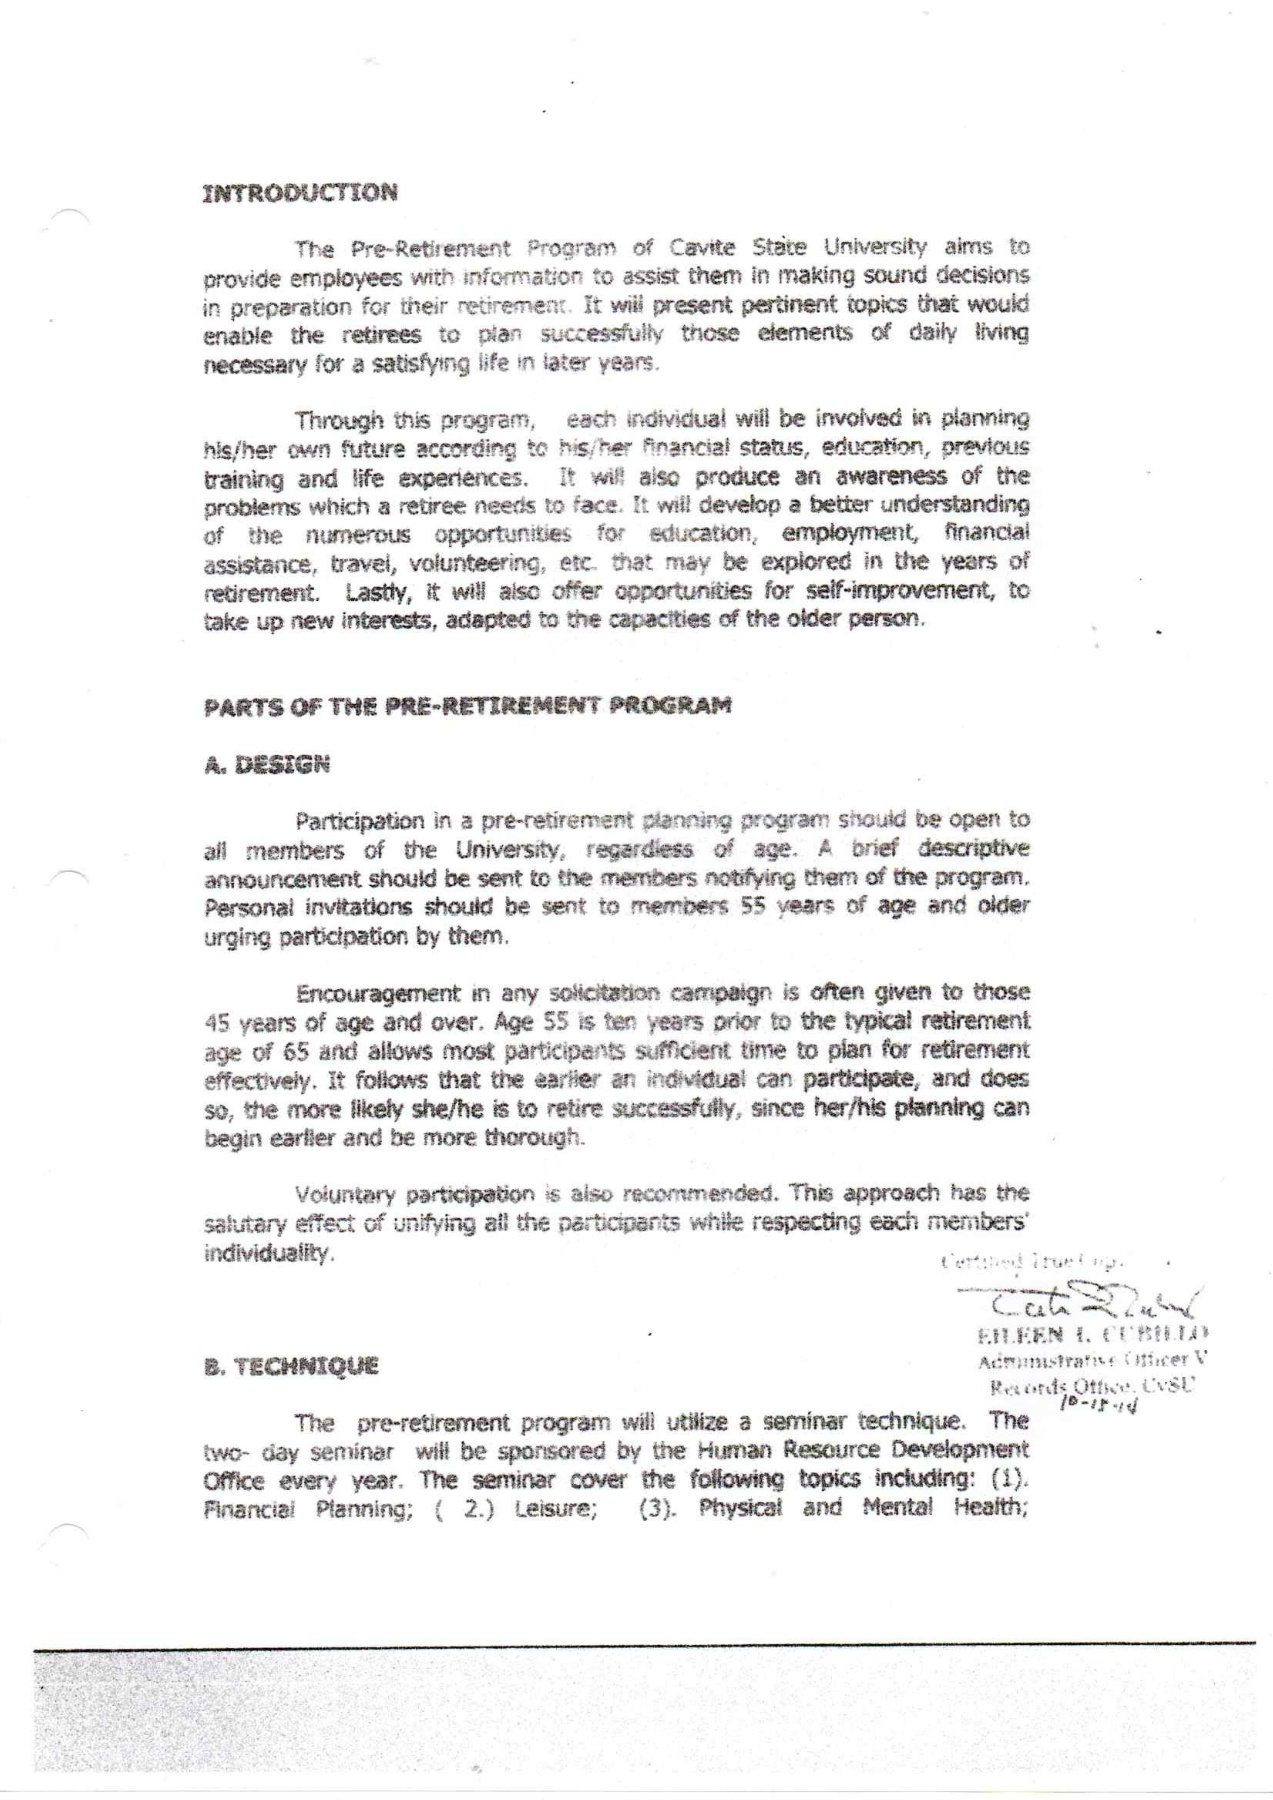 INTRODUCTION
The Pre-Retirement Program of Cavite State University aims to
provide employees with information to assist them in making sound decisions
in preparation for their retirement. It will present pertinent topics that would
enable the retirees to plan successfully those elements of daily living
necessary for a satisfying life in later years.
Through this program, each individual will be involved in planning
his/her own future according to his/her financial status, education, previous
training and life experiences. It will also produce an awareness of the
problems which a retiree needs to face. It will develop a better understanding
of the numerous opportunities for education, employment, financial
assistance, travel, volunteering, etc. that may be explored in the years of
retirement. Lastly, it will also offer opportunities for self-improvement, to
take up new interests, adapted to the capacities of the older person.
PARTS OF THE PRE-RETIREMENT PROGRAM
A. DESIGN
Participation in a pre-retirement planning program should be open to
all members of the University, regardless of age. A brief descriptive
announcement should be sent to the members notifying them of the program.
Personal invitations should be sent to members 55 years of age and older
urging participation by them.
Encouragement in any solicitation campaign is often given to those
45 years of age and over. Age 55 is ten years prior to the typical retirement
age of 65 and allows most participants sufficient time to plan for retirement
effectively. It follows that the earlier an individual can participate, and does
so, the more likely she/he is to retire successfully, since her/his planning can
begin earlier and be more thorough.
Voluntary participation is also recommended. This approach has the
salutary effect of unifying all the participants while respecting each members'
individuality.
Certified True Cop
EILEEN L. CUBILLO
Administrative Officer V
Records Office, CvSU
10-15-14
B. TECHNIQUE
The pre-retirement program will utilize a seminar technique. The
two- day seminar will be sponsored by the Human Resource Development
Office every year. The seminar cover the following topics including: (1).
Financial Planning; ( 2.) Leisure; (3). Physical and Mental Health;